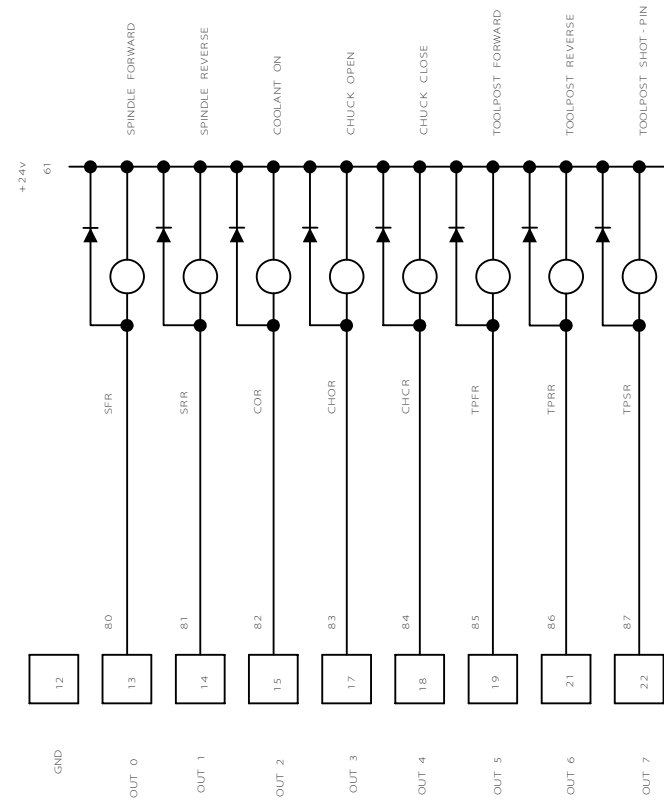 SPINDLE FORWARD
SPINDLE REVERSE
COOLANT ON
CHUCK OPEN
CHUCK CLOSE
TOOLPOST FORWARD
TOOLPOST REVERSE
TOOLPOST SHOT-PIN
+24v
61
SFR
SRR
COR
CHOR
CHCR
TPFR
TPRR
TPSR
80
81
82
83
84
85
86
87
12
13
14
15
17
18
19
21
22
GND
OUT 0
OUT 1
OUT 2
OUT 3
OUT 4
OUT 5
OUT 6
OUT 7